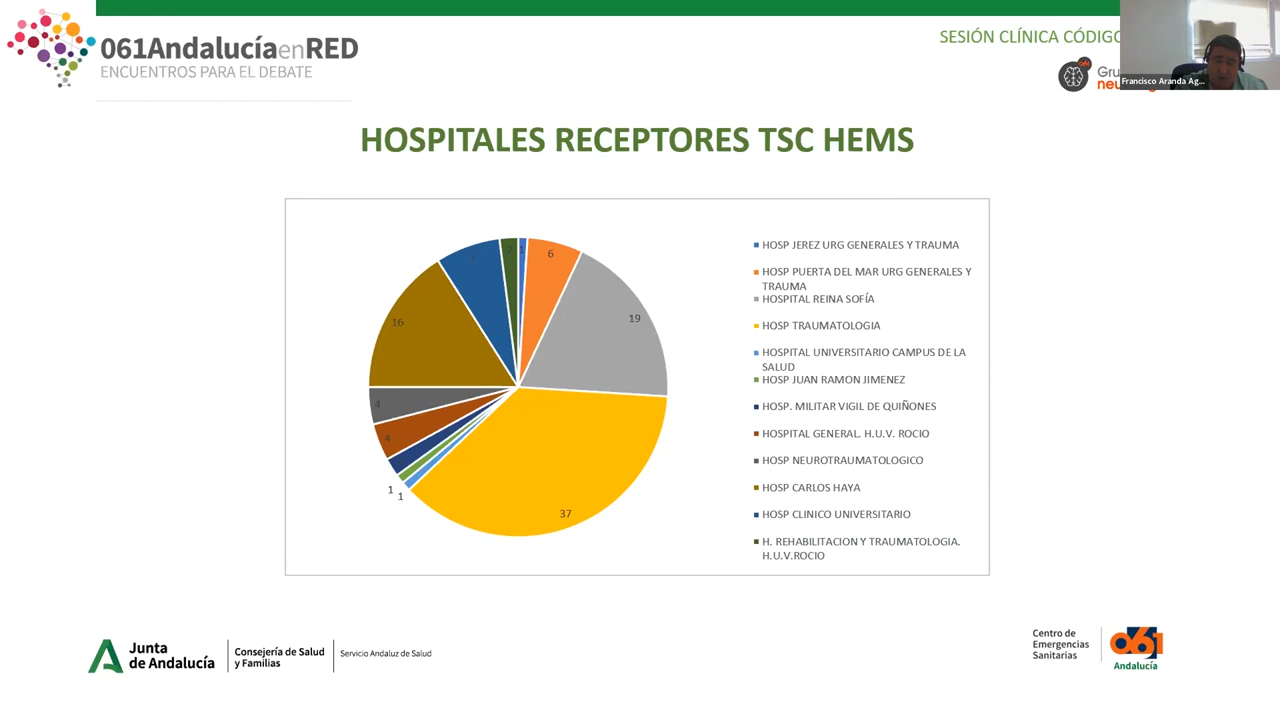 061AndalucíaenRED
ENCUENTROS PARA EL DEBATE
SESIÓN CLÍNICA CÓDIGO
061
Francisco Aranda Ag...
HOSPITALES RECEPTORES TSC HEMS
1
6
19
37
1
1
4
4
16
7
2
HOSP JEREZ URG GENERALES Y TRAUMA
HOSP PUERTA DEL MAR URG GENERALES Y
TRAUMA
HOSPITAL REINA SOFÍA
HOSP TRAUMATOLOGIA
HOSPITAL UNIVERSITARIO CAMPUS DE LA
SALUD
HOSP JUAN RAMON JIMENEZ
HOSP. MILITAR VIGIL DE QUIÑONES
HOSPITAL GENERAL. H.U.V. ROCIO
HOSP NEUROTRAUMATOLOGICO
HOSP CARLOS HAYA
HOSP CLINICO UNIVERSITARIO
H. REHABILITACION Y TRAUMATOLOGIA.
H.U.V.ROCIO
Junta
de Andalucía
Consejería de Salud
y Familias
Servicio Andaluz de Salud
Centro de
Emergencias
Sanitarias
061
Andalucía